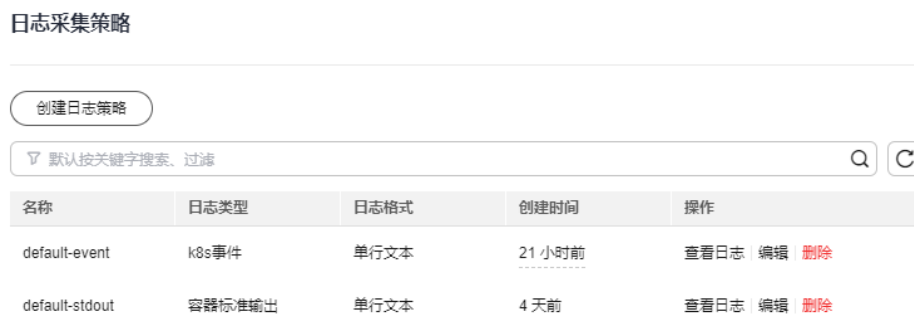 日志采集策略
创建日志策略
默认按关键字搜索、过滤
名称 日志类型 日志格式 创建时间 操作
default-event k8s事件 单行文本 21 小时前 查看日志 编辑 删除
default-stdout 容器标准输出 单行文本 4 天前 查看日志 编辑 删除